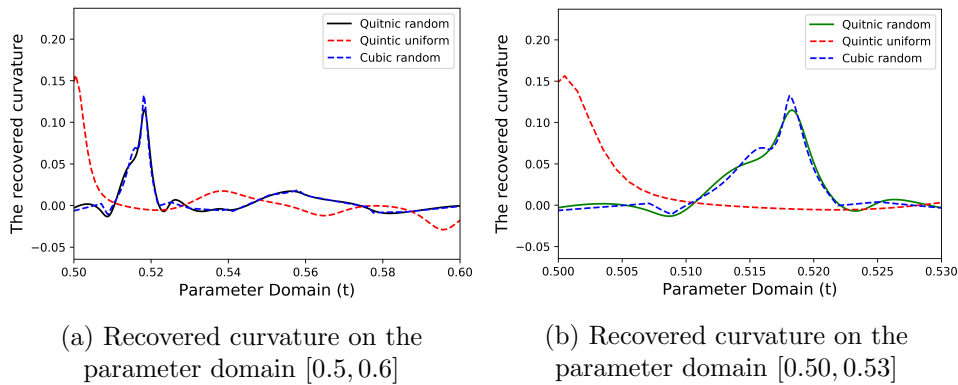 The recovered curvature
0.20
0.15
0.10
0.05
0.00
−0.05
Quitnic random
Quintic uniform
Cubic random
0.50
0.52
0.54
0.56
0.58
0.60
Parameter Domain (t)
(a) Recovered curvature on the
parameter domain [0.5, 0.6]
The recovered curvature
0.20
0.15
0.10
0.05
0.00
−0.05
Quitnic random
Quintic uniform
Cubic random
0.500
0.505
0.510
0.515
0.520
0.525
0.530
Parameter Domain (t)
(b) Recovered curvature on the
parameter domain [0.50, 0.53]